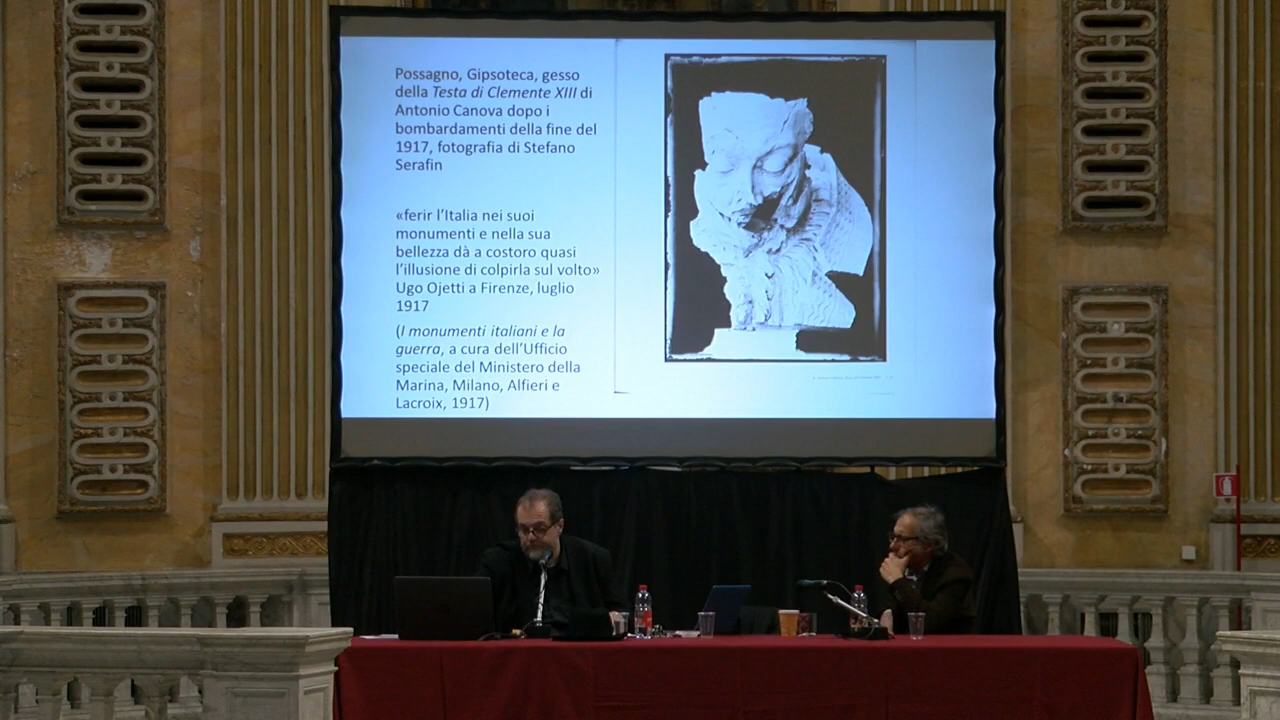 Possagno, Gipsoteca, gesso
della Testa di Clemente XIII di
Antonio Canova dopo i
bombardamenti della fine del
1917, fotografia di Stefano
Serafin
«ferir l’Italia nei suoi
monumenti e nella sua
bellezza dà a costoro quasi
l’illusione di colpirla sul volto»
Ugo Ojetti a Firenze, luglio
1917
(I monumenti italiani e la
guerra, a cura dell’Ufficio
speciale del Ministero della
Marina, Milano, Alfieri e
Lacroix, 1917)